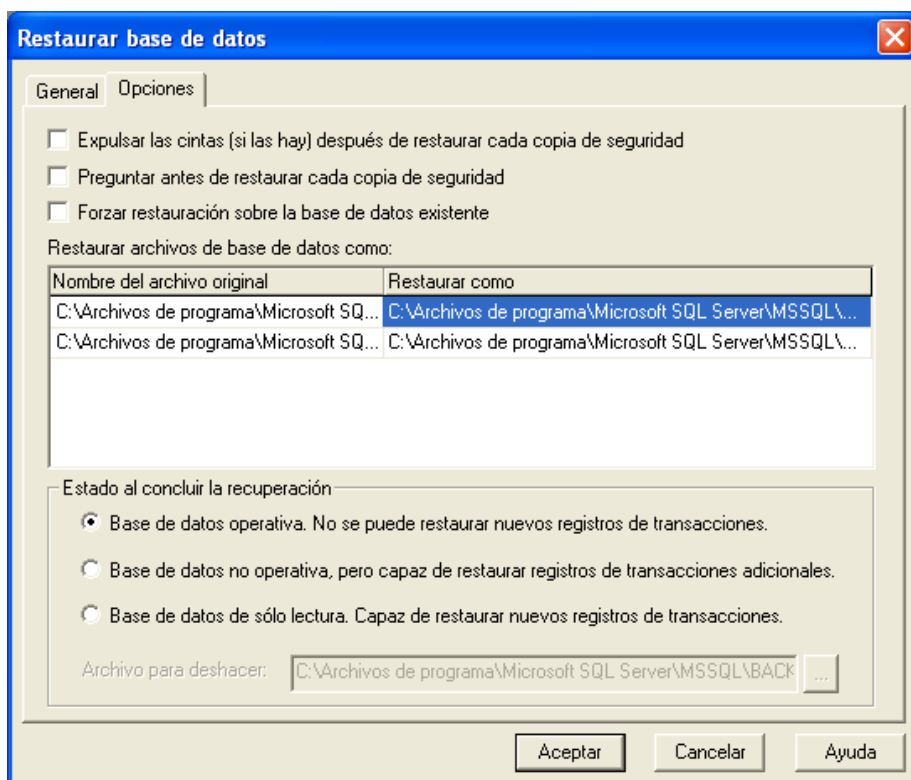 Restaurar base de datos
General Opciones
Expulsar las cintas (si las hay) después de restaurar cada copia de seguridad
Preguntar antes de restaurar cada copia de seguridad
Forzar restauración sobre la base de datos existente
Restaurar archivos de base de datos como:
Nombre del archivo original Restaurar como
C:\Archivos de programa\Microsoft SQ... C:\Archivos de programa\Microsoft SQL Server\MSSQL\...
C:\Archivos de programa\Microsoft SQ... C:\Archivos de programa\Microsoft SQL Server\MSSQL\...
Estado al concluir la recuperación
Base de datos operativa. No se puede restaurar nuevos registros de transacciones.
Base de datos no operativa, pero capaz de restaurar registros de transacciones adicionales.
Base de datos de sólo lectura. Capaz de restaurar nuevos registros de transacciones.
Archivo para deshacer: C:\Archivos de programa\Microsoft SQL Server\MSSQL\BACK ...
Aceptar Cancelar Ayuda